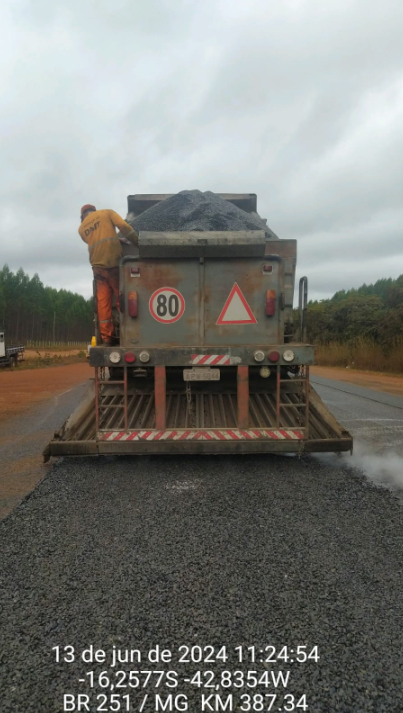 80
13 de jun de 2024 11:24:54
-16,2577S -42,8354W
BR 251 / MG KM 387.34